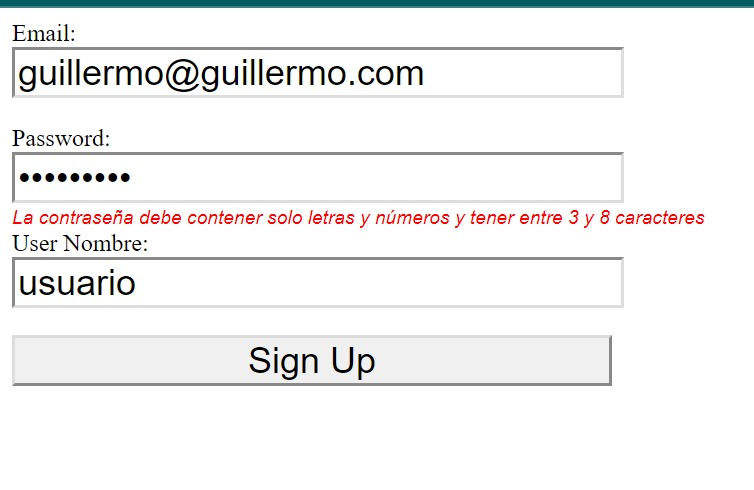 Email:
guillermo@guillermo.com
Password:
•••••••••
La contraseña debe contener solo letras y números y tener entre 3 y 8 caracteres
User Nombre:
usuario
Sign Up